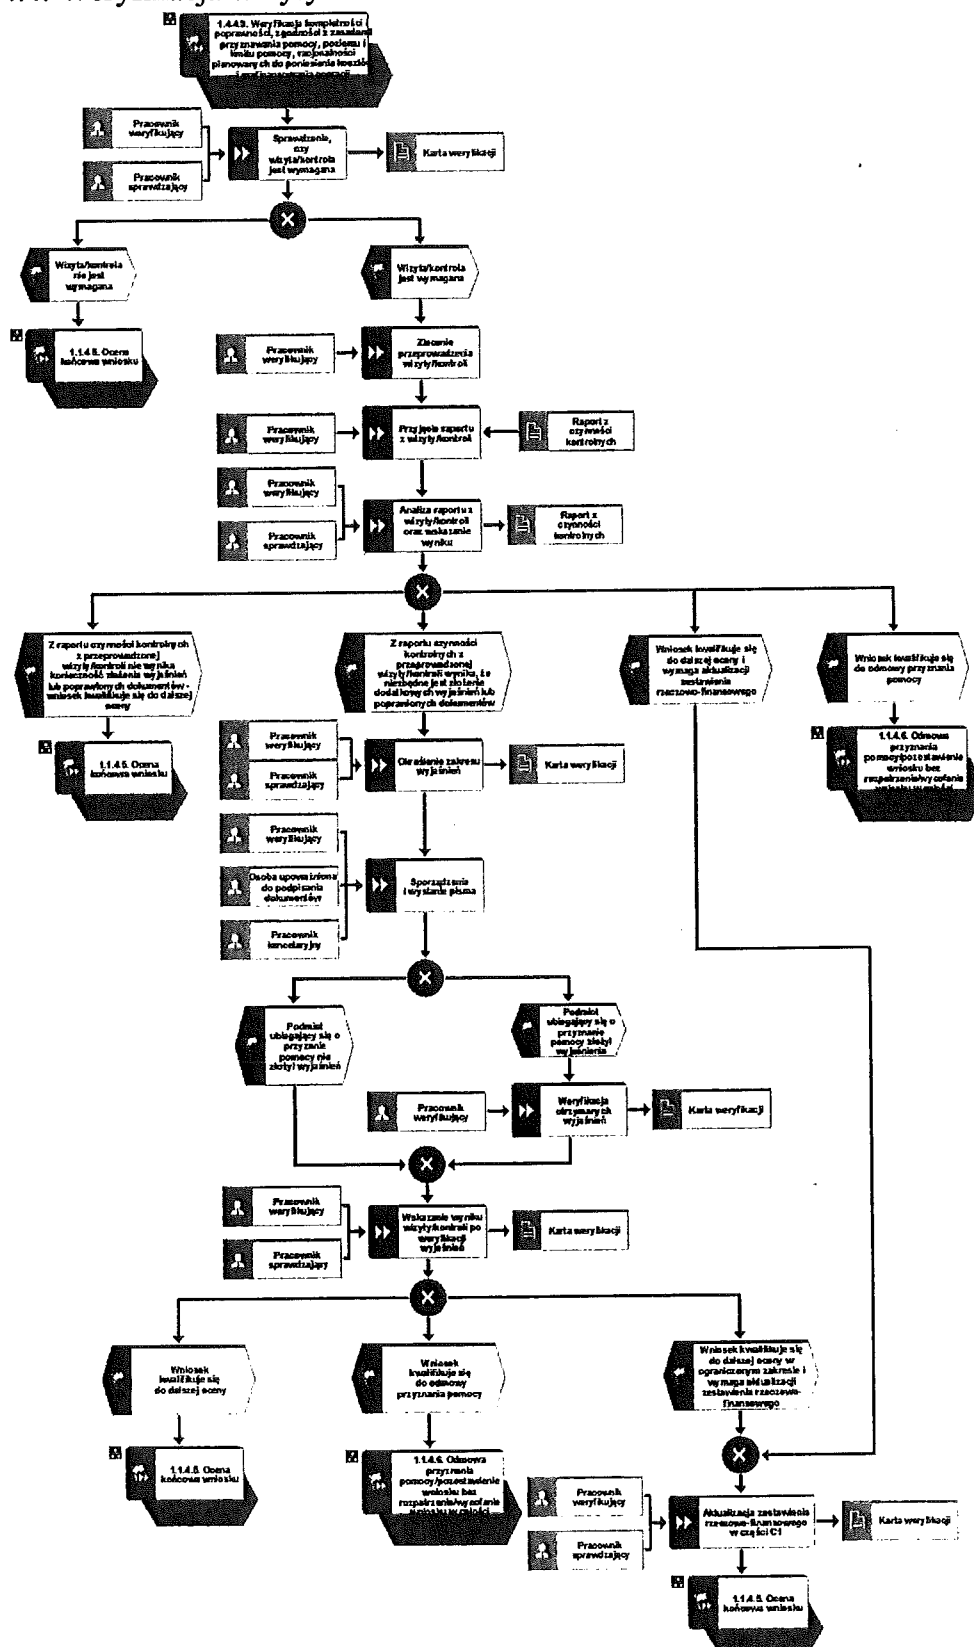 1.4.4.3. Weryfikacja kompletności i
poprawności, zgodności z zasadami
przyznawania pomocy, poziomu i
limitu pomocy, racjonalności
planowanych do poniesienia kosztów
Pracownik
weryfikujący
Pracownik
sprawdzający
Sprawdzenie,
czy
wizyta/kontrola
jest wymagana
Karta weryfikacji
Wizyta/kontrola
nie jest
wymagana
Wizyta/kontrola
jest wymagana
1.1.4.5. Ocena
końcowa wniosku
Pracownik
weryfikujący
Zlecenie
przeprowadzenia
wizyty/kontroli
Pracownik
weryfikujący
Przyjęcie raportu
z wizyty/kontroli
Raport z
czynności
kontrolnych
Pracownik
weryfikujący
Pracownik
sprawdzający
Analiza raportu z
wizyty/kontroli
oraz wskazanie
wyniku
Raport z
czynności
kontrolnych
Z raportu czynności kontrolnych
z przeprowadzonej
wizyty/kontroli nie wynika
konieczność złożenia wyjaśnień
lub poprawionych dokumentów -
wniosek kwalifikuje się do dalszej
oceny
Z raportu czynności
kontrolnych z
przeprowadzonej
wizyty/kontroli wynika, że
niezbędne jest złożenie
dodatkowych wyjaśnień lub
poprawionych dokumentów
Wniosek kwalifikuje się
do dalszej oceny i
wymaga aktualizacji
zestawienia
rzeczowo-finansowego
Wniosek kwalifikuje się
do odmowy przyznania
pomocy
1.1.4.5. Ocena
końcowa wniosku
Pracownik
weryfikujący
Pracownik
sprawdzający
Określenie zakresu
wyjaśnień
Karta weryfikacji
1.1.4.6. Odmowa
przyznania
pomocy/pozostawienie
wniosku bez
rozpatrzenia/wycofanie
Pracownik
weryfikujący
Osoba upoważniona
do podpisania
dokumentów
Pracownik
kancelaryjny
Sporządzenie
i wysłanie pisma
Podmiot
ubiegający się o
przyzanie
pomocy nie
złożył wyjaśnień
Podmiot
ubiegający się o
przyznanie
pomocy złożył
wyjaśnienia
Pracownik
weryfikujący
Weryfikacja
otrzymanych
wyjaśnień
Karta weryfikacji
Pracownik
weryfikujący
Pracownik
sprawdzający
Wskazanie wyniku
wizyty/kontroli po
weryfikacji
wyjaśnień
Karta weryfikacji
Wniosek
kwalifikuje się
do dalszej oceny
Wniosek
kwalifikuje się
do odmowy
przyznania pomocy
Wniosek kwalifikuje się
do dalszej oceny w
ograniczonym zakresie i
wymaga aktualizacji
zestawienia rzeczowo-
finansowego
1.1.4.5. Ocena
końcowa wniosku
1.1.4.6. Odmowa
przyznania
pomocy/pozostawienie
wniosku bez
rozpatrzenia/wycofanie
wniosku w całości
Pracownik
weryfikujący
Pracownik
sprawdzający
Aktualizacja zestawienia
rzeczowo-finansowego
w części C1
Karta weryfikacji
1.1.4.5. Ocena
końcowa wniosku